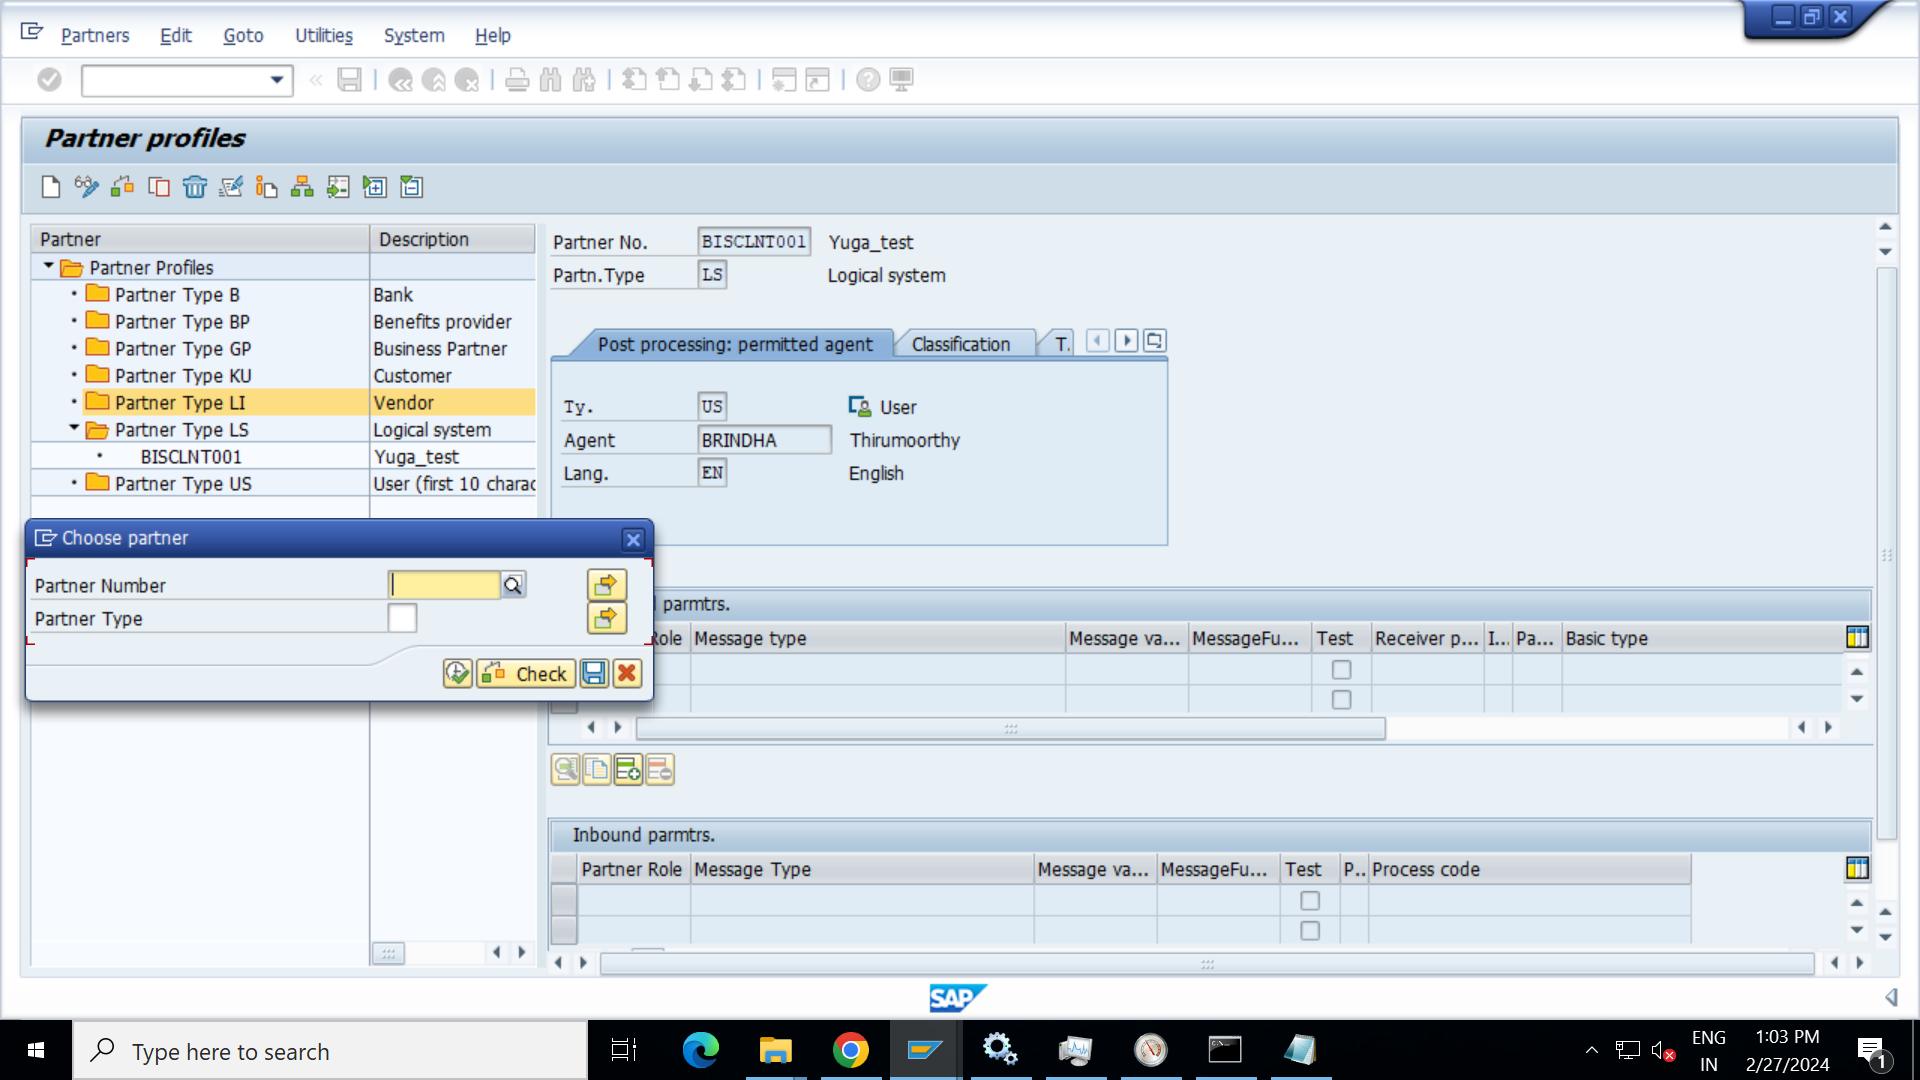 Partners Edit Goto Utilities System Help
Partner profiles
Partner Description
Partner Profiles
Partner Type B Bank
Partner Type BP Benefits provider
Partner Type GP Business Partner
Partner Type KU Customer
Partner Type LI Vendor
Partner Type LS Logical system
BISCLNT001 Yuga_test
Partner Type US User (first 10 charac
Partner No. BISCLNT001 Yuga_test
Partn.Type LS Logical system
Post processing: permitted agent Classification T.
Ty. US User
Agent BRINDHA Thirumoorthy
Lang. EN English
Choose partner
Partner Number
Partner Type
Check
parmtrs.
Role Message type Message va... MessageFu... Test Receiver p... I... Pa... Basic type
Inbound parmtrs.
Partner Role Message Type Message va... MessageFu... Test P.. Process code
SAP
Type here to search
ENG
IN
1:03 PM
2/27/2024
1